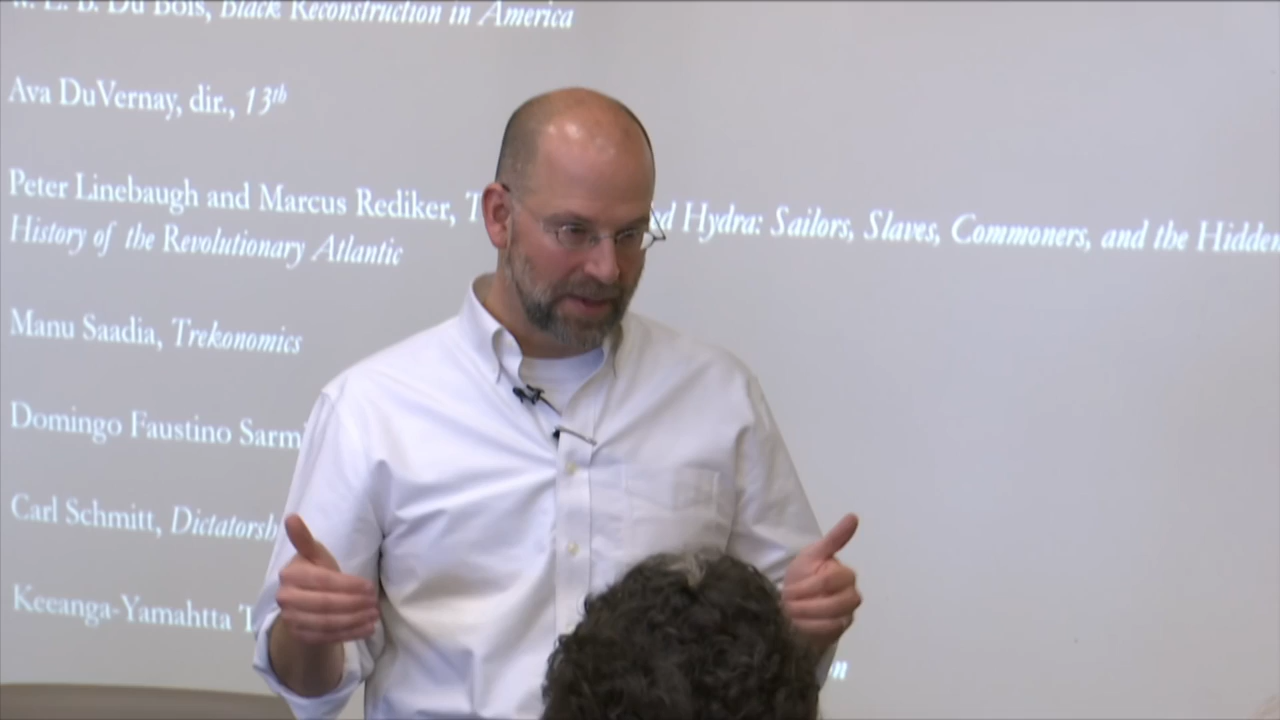 W. E. B. Du Bois, Black Reconstruction in America
Ava DuVernay, dir., 13th
Peter Linebaugh and Marcus Rediker, T d Hydra: Sailors, Slaves, Commoners, and the Hidden
History of the Revolutionary Atlantic
Manu Saadia, Trekonomics
Domingo Faustino Sarm
Carl Schmitt, Dictatorsh
Keeanga-Yamahtta T n